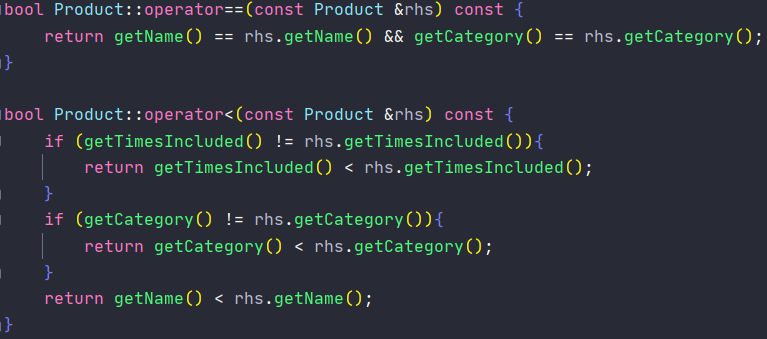 bool Product::operator==(const Product &rhs) const {
    return getName() == rhs.getName() && getCategory() == rhs.getCategory();
}

bool Product::operator<(const Product &rhs) const {
    if (getTimesIncluded() != rhs.getTimesIncluded()){
        return getTimesIncluded() < rhs.getTimesIncluded();
    }
    if (getCategory() != rhs.getCategory()){
        return getCategory() < rhs.getCategory();
    }
    return getName() < rhs.getName();
}